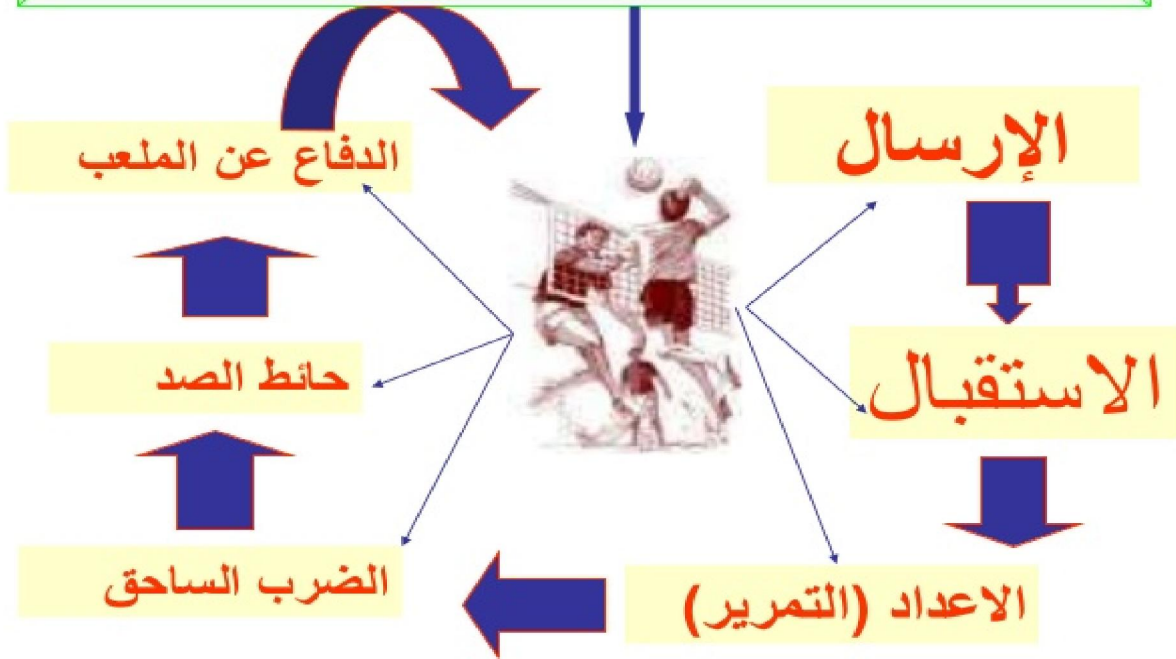 الإرسال
الاستقبال
الاعداد (التمرير)
الضرب الساحق
حائط الصد
الدفاع عن الملعب